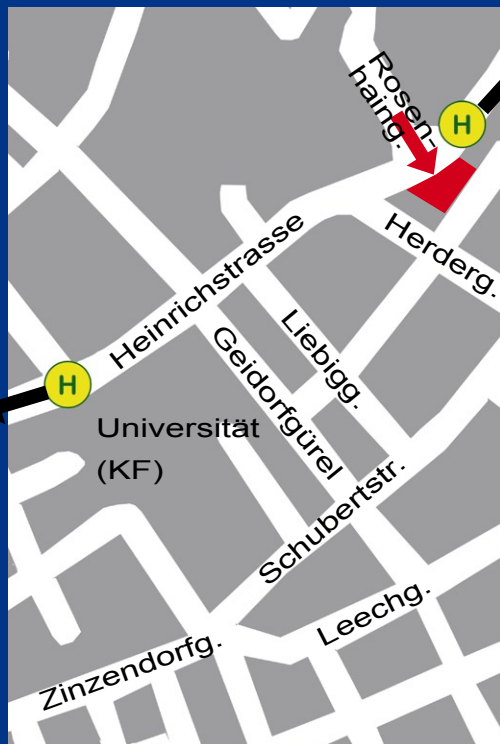 Rosen-
haing.
H
Herderg.
Heinrichstrasse
Liebigg.
Geidorfgürel
H
Universität
(KF)
Schubertstr.
Leechg.
Zinzendorfg.